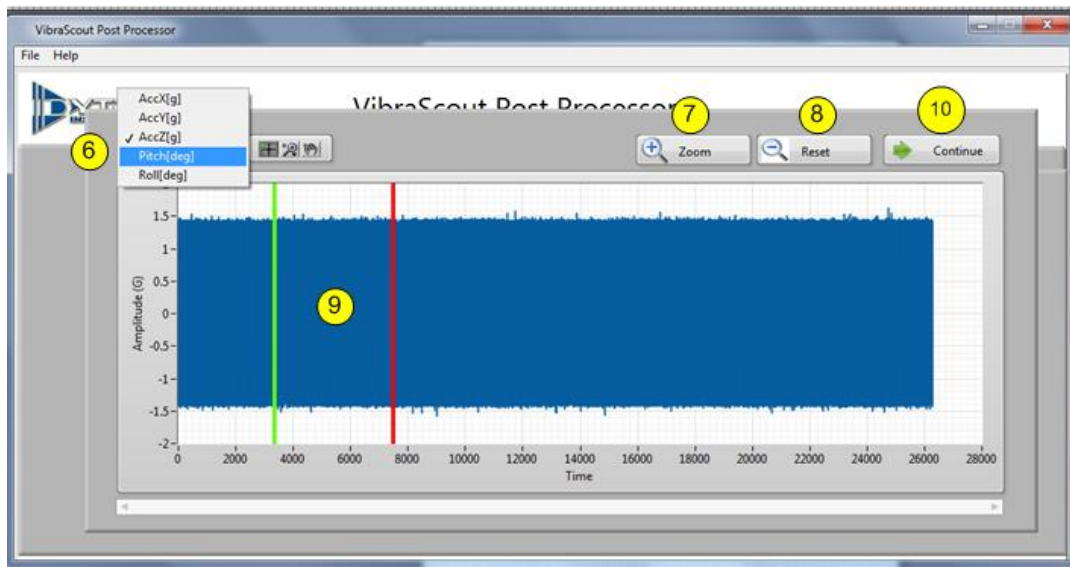 VibraScout Post Processor
File Help
VibraScout Post Processor
AccX[g]
AccY[g]
✓ AccZ[g]
Pitch[deg]
Roll[deg]
6
7
8
10
Zoom
Reset
Continue
1.5
1
0.5
0
-0.5
-1
-1.5
-2
Amplitude (G)
9
0 2000 4000 6000 8000 10000 12000 14000 16000 18000 20000 22000 24000 26000 28000
Time